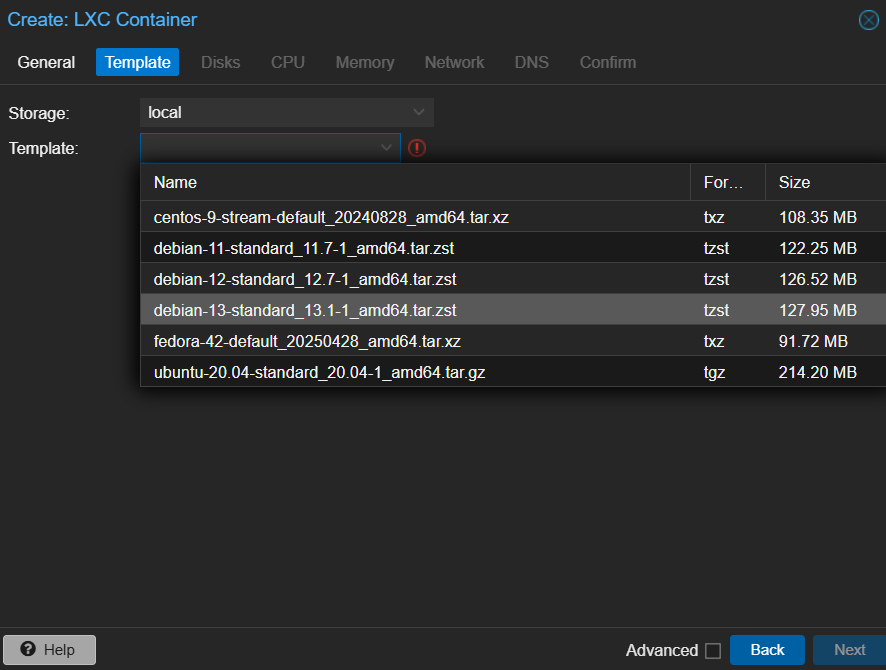 Create: LXC Container
General Template Disks CPU Memory Network DNS Confirm
Storage: local
Template:
Name For... Size
centos-9-stream-default_20240828_amd64.tar.xz txz 108.35 MB
debian-11-standard_11.7-1_amd64.tar.zst tzst 122.25 MB
debian-12-standard_12.7-1_amd64.tar.zst tzst 126.52 MB
debian-13-standard_13.1-1_amd64.tar.zst tzst 127.95 MB
fedora-42-default_20250428_amd64.tar.xz txz 91.72 MB
ubuntu-20.04-standard_20.04-1_amd64.tar.gz tgz 214.20 MB
Help Advanced Back Next